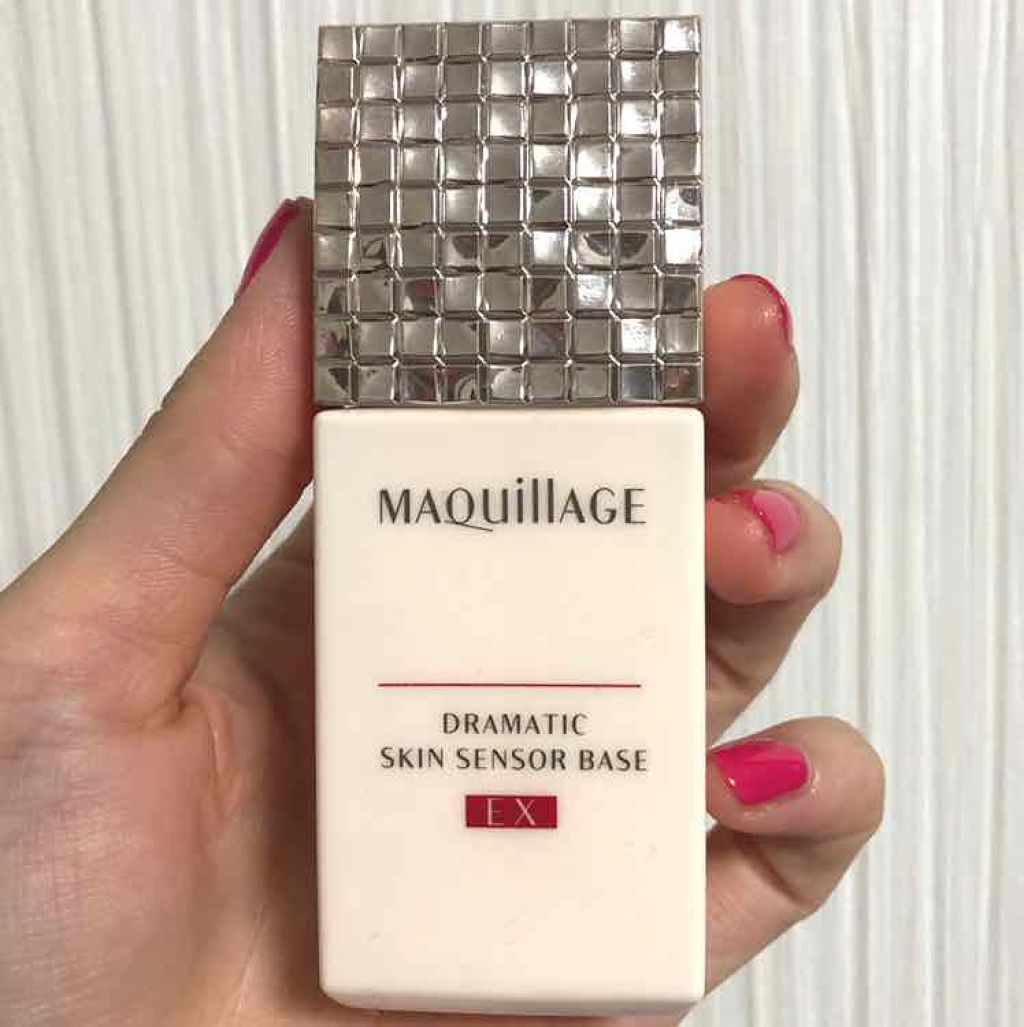 MAQuillAGE
DRAMATIC
SKIN SENSOR BASE
EX